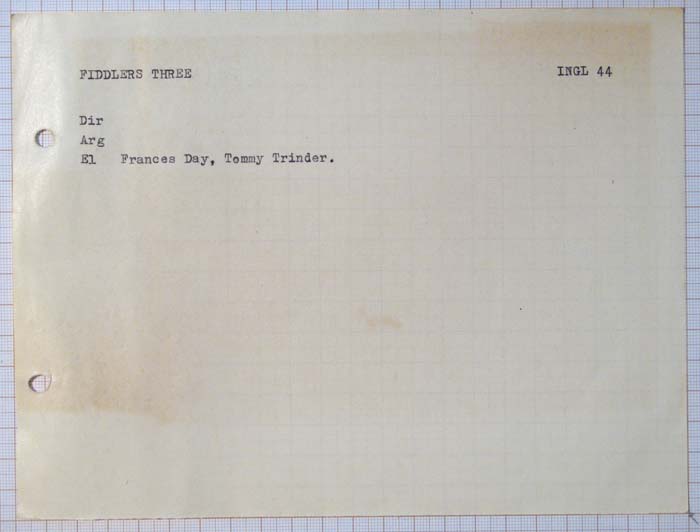 FIDDLERS THREE INGL 44
Dir
Arg
El Frances Day, Tommy Trinder.